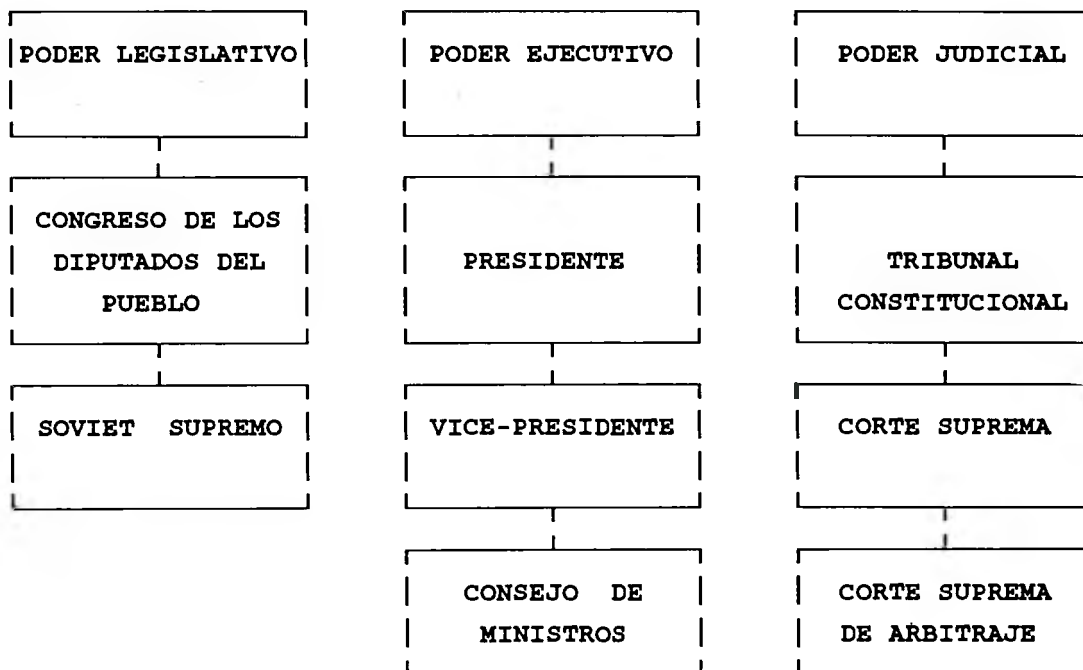 PODER LEGISLATIVO
CONGRESO DE LOS
DIPUTADOS DEL
PUEBLO
SOVIET SUPREMO
PODER EJECUTIVO
PRESIDENTE
VICE-PRESIDENTE
CONSEJO DE
MINISTROS
PODER JUDICIAL
TRIBUNAL
CONSTITUCIONAL
CORTE SUPREMA
CORTE SUPREMA
DE ARBITRAJE